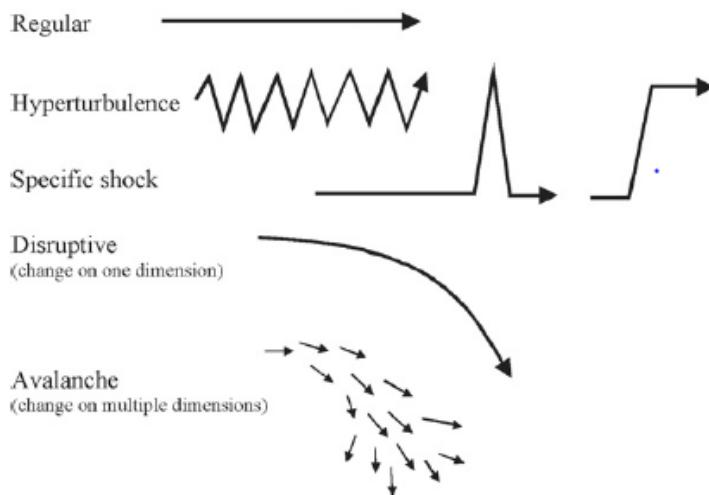 Regular
Hyperturbulence
Specific shock
Disruptive
(change on one dimension)
Avalanche
(change on multiple dimensions)